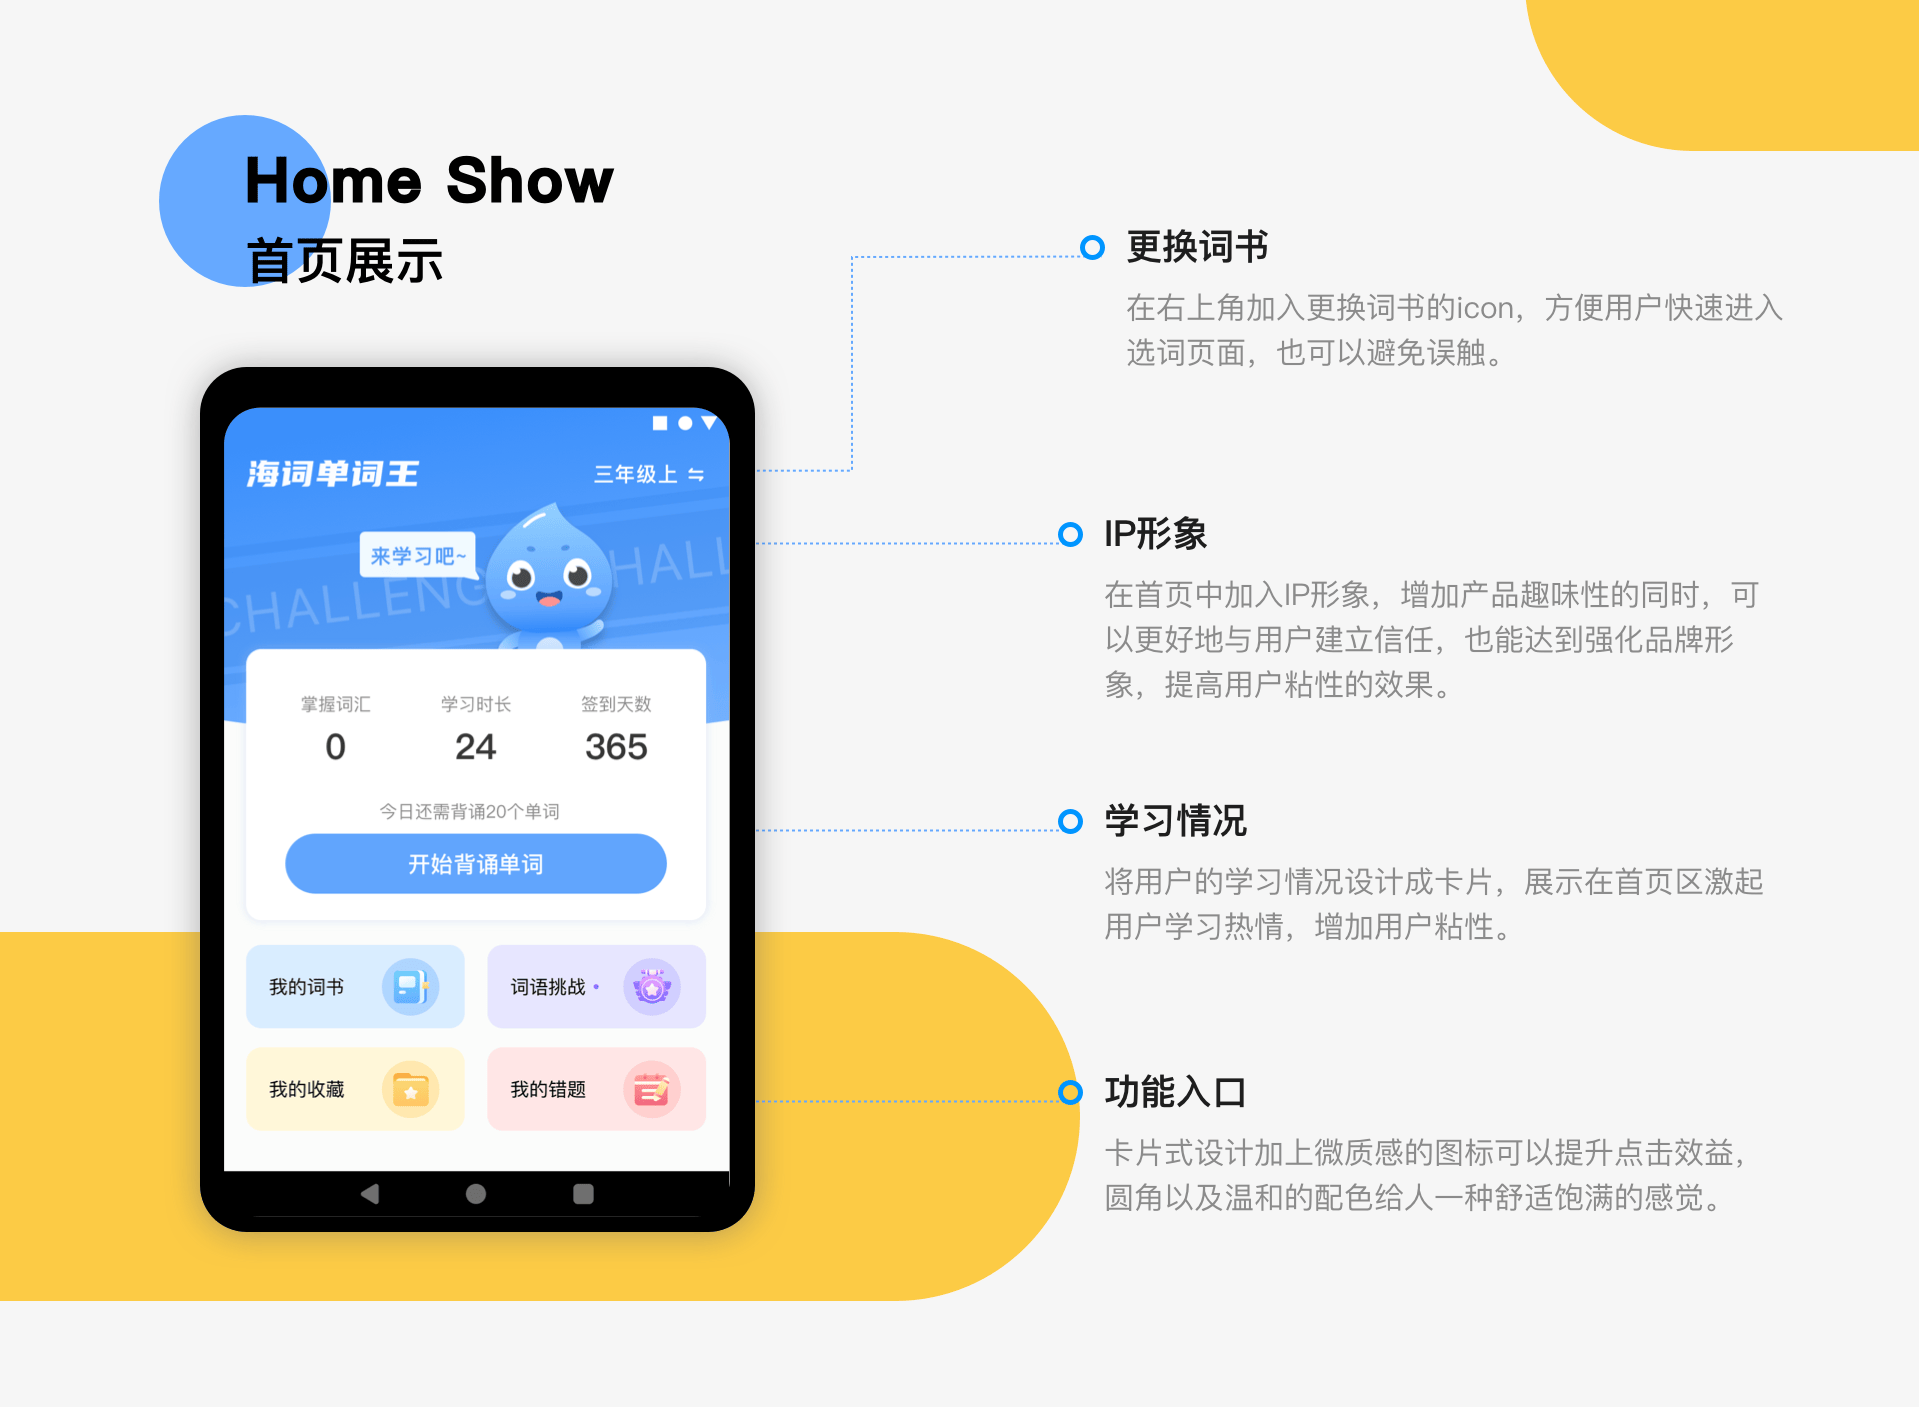 Home Show
首页展示
海词单词王
三年级上
来学习吧~
CHALLENG
HALL
掌握词汇 学习时长 签到天数
0 24 365
今日还需背诵20个单词
开始背诵单词
我的词书
词语挑战
我的收藏
我的错题
更换词书
在右上角加入更换词书的icon，方便用户快速进入
选词页面，也可以避免误触。
IP形象
在首页中加入IP形象，增加产品趣味性的同时，可
以更好地与用户建立信任，也能达到强化品牌形
象，提高用户粘性的效果。
学习情况
将用户的学习情况设计成卡片，展示在首页区激起
用户学习热情，增加用户粘性。
功能入口
卡片式设计加上微质感的图标可以提升点击效益，
圆角以及温和的配色给人一种舒适饱满的感觉。